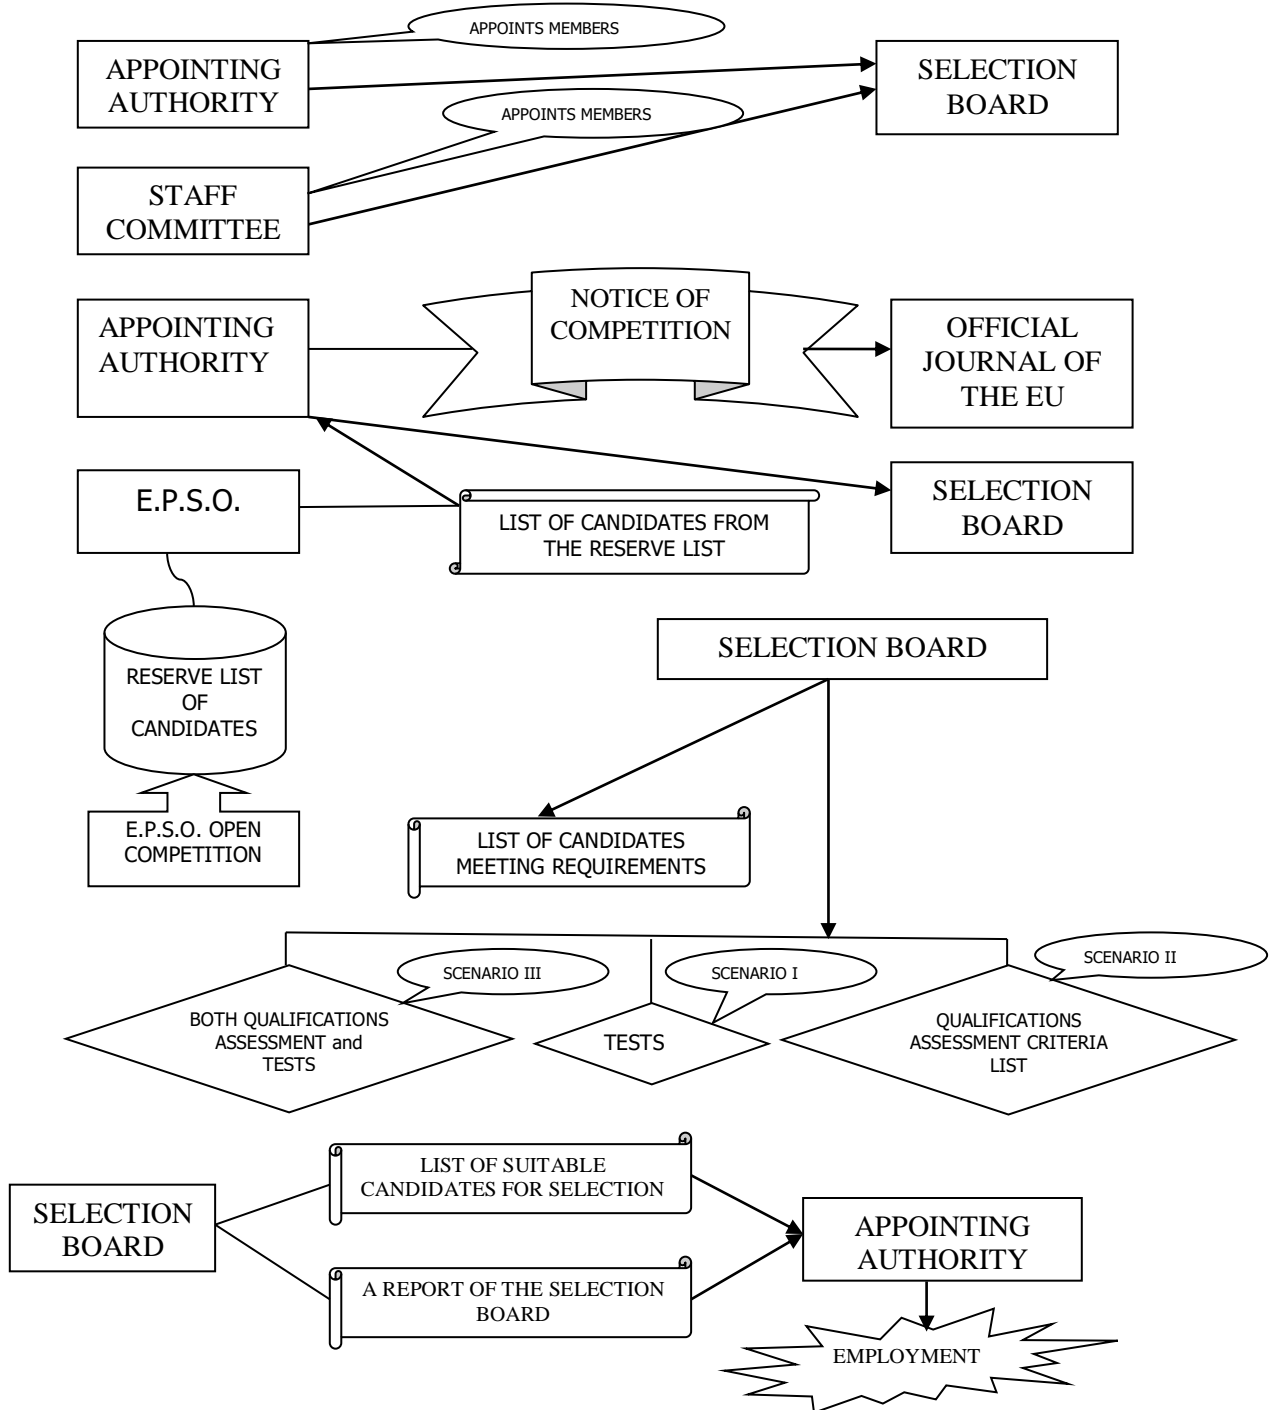 APPOINTS MEMBERS
APPOINTING
AUTHORITY
SELECTION
BOARD
APPOINTS MEMBERS
STAFF
COMMITTEE
APPOINTING
AUTHORITY
NOTICE OF
COMPETITION
OFFICIAL
JOURNAL OF
THE EU
E.P.S.O.
LIST OF CANDIDATES FROM
THE RESERVE LIST
SELECTION
BOARD
RESERVE LIST
OF
CANDIDATES
E.P.S.O. OPEN
COMPETITION
SELECTION BOARD
LIST OF CANDIDATES
MEETING REQUIREMENTS
SCENARIO III
SCENARIO I
SCENARIO II
BOTH QUALIFICATIONS
ASSESSMENT and
TESTS
TESTS
QUALIFICATIONS
ASSESSMENT CRITERIA
LIST
SELECTION
BOARD
LIST OF SUITABLE
CANDIDATES FOR SELECTION
A REPORT OF THE SELECTION
BOARD
APPOINTING
AUTHORITY
EMPLOYMENT